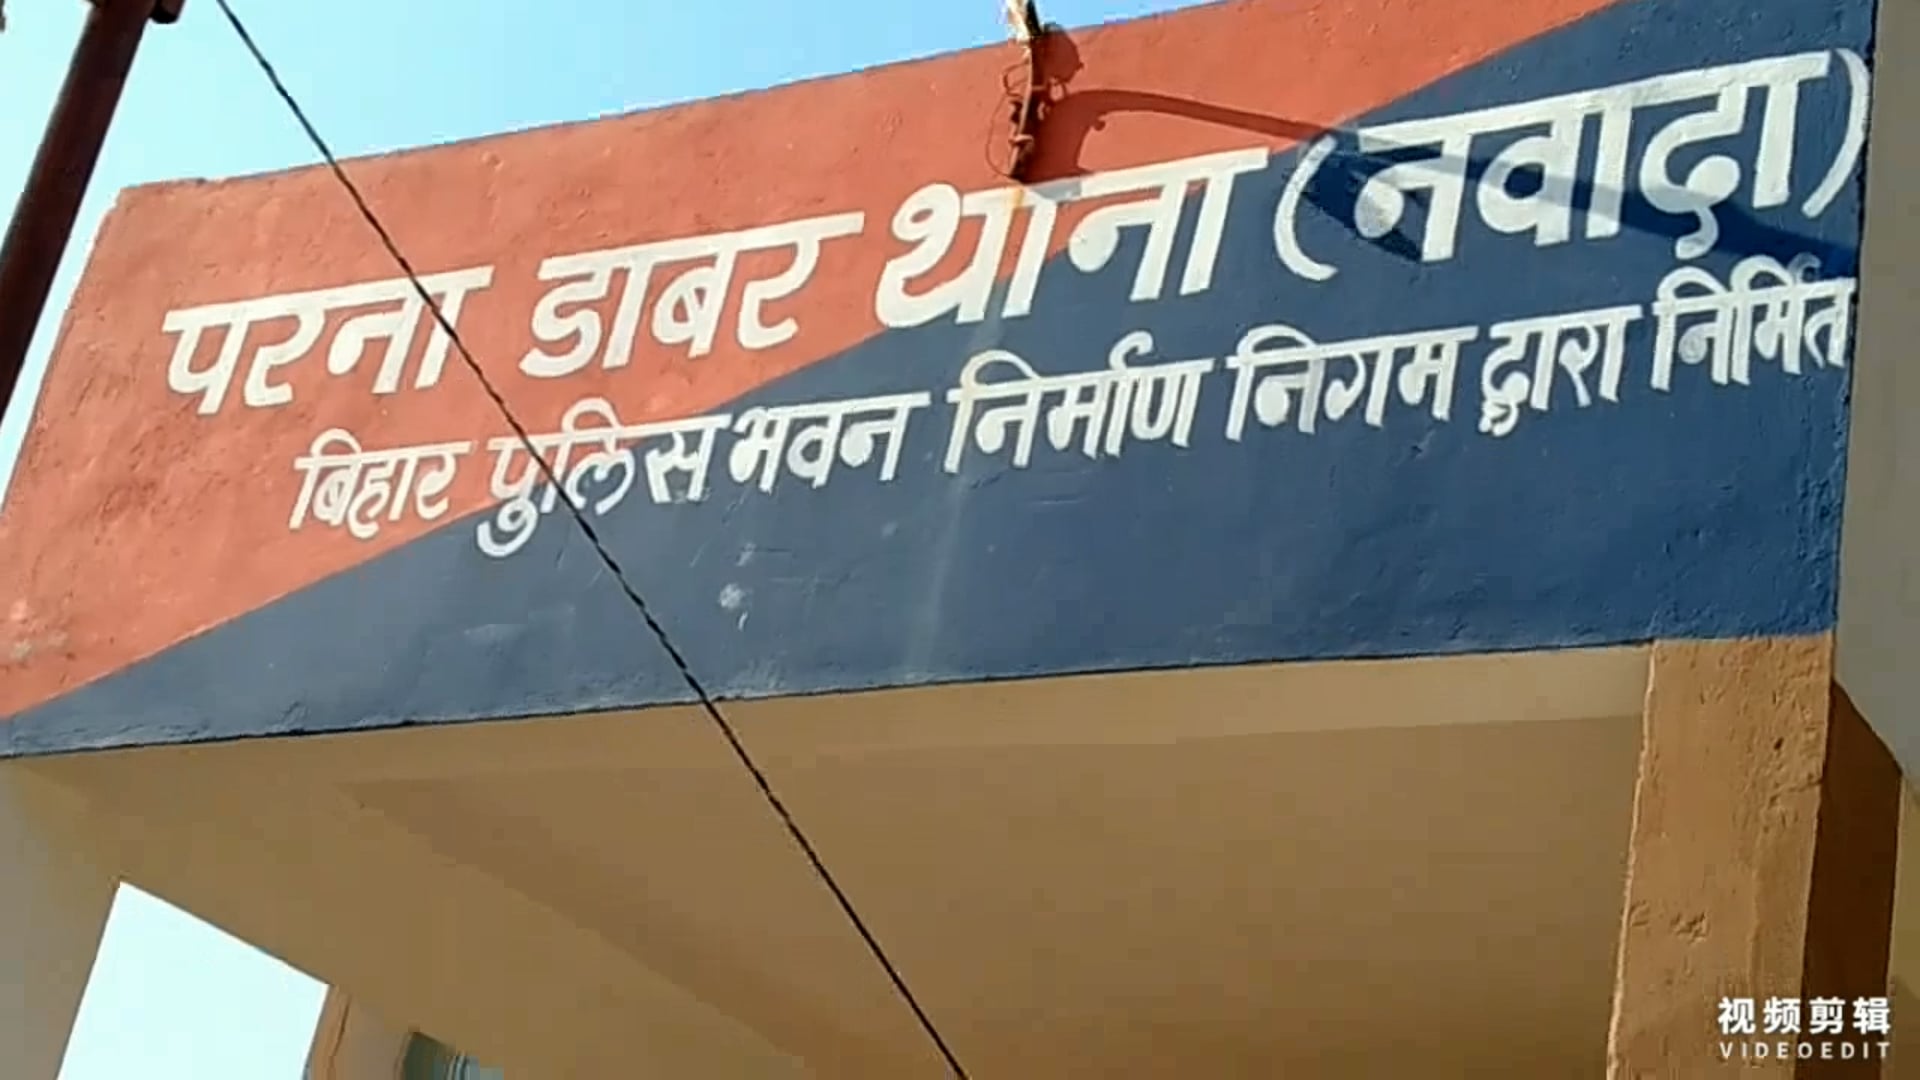 परना डाबर थाना (नवादा)
बिहार पुलिस भवन निर्माण निगम द्वारा निर्मित
视频剪辑
VIDEOEDIT